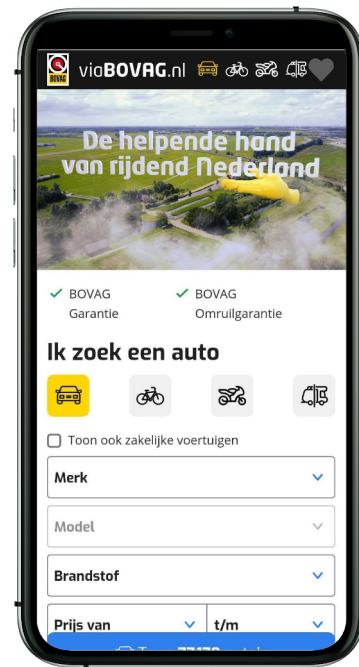 BOVAG
viaBOVAG.nl
De helpende hand
van rijdend Nederland
BOVAG
Garantie
BOVAG
Omruilgarantie
Ik zoek een auto
Toon ook zakelijke voertuigen
Merk
Model
Brandstof
Prijs van
t/m